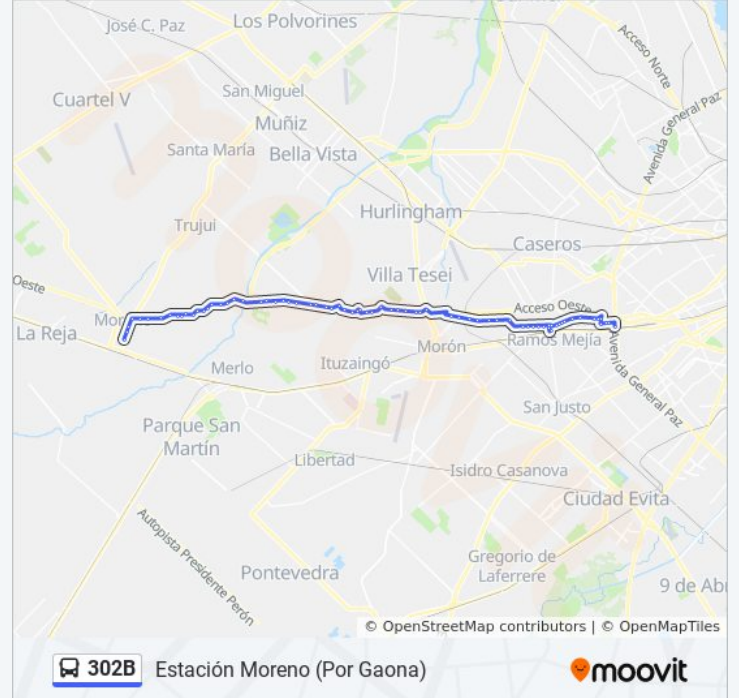 José C. Paz
Los Polvorines
Acceso Norte
Cuartel V
San Miguel
Avenida General Paz
Muñiz
Santa María
Bella Vista
Hurlingham
Trujui
Caseros
Villa Tesei
Oeste
Acceso Oeste
La Reja
Ramos Mejía
Morón
Merlo
Ituzaingó
Avenida General Paz
Parque San
Martín
San Justo
Libertad
Isidro Casanova
Ciudad Evita
Autopista Presidente Perón
Gregorio de
Laferrere
Pontevedra
9 de Ab
© OpenStreetMap contributors | © OpenMapTiles
302B Estación Moreno (Por Gaona)
moovit